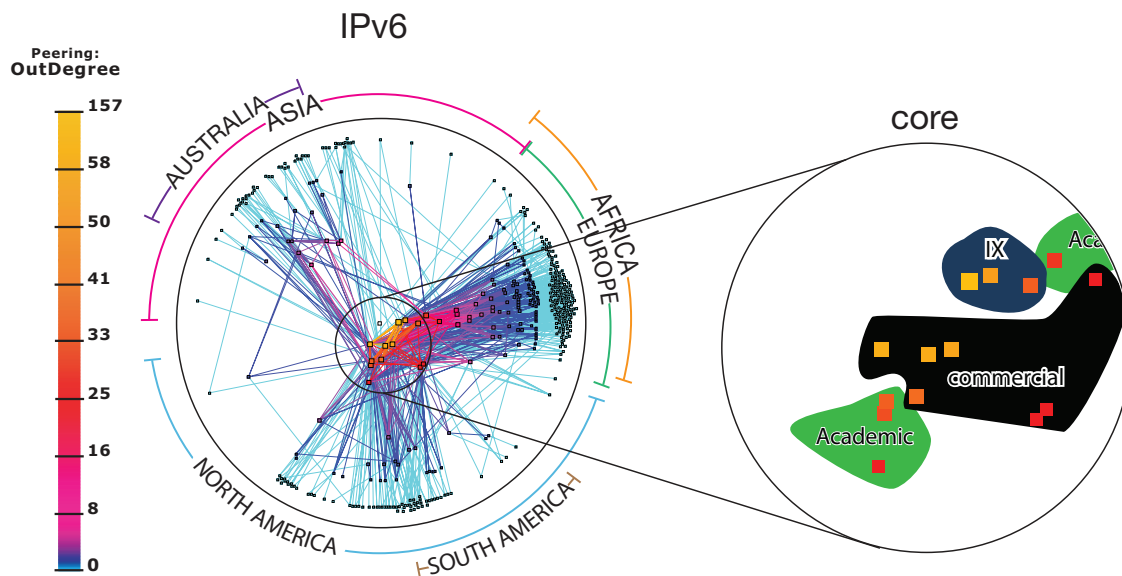 IPv6
Peering:
OutDegree
157
58
50
41
33
25
16
8
0
AUSTRALIA
ASIA
AFRICA
EUROPE
NORTH AMERICA
SOUTH AMERICA
core
IX
Aca
commercial
Academic